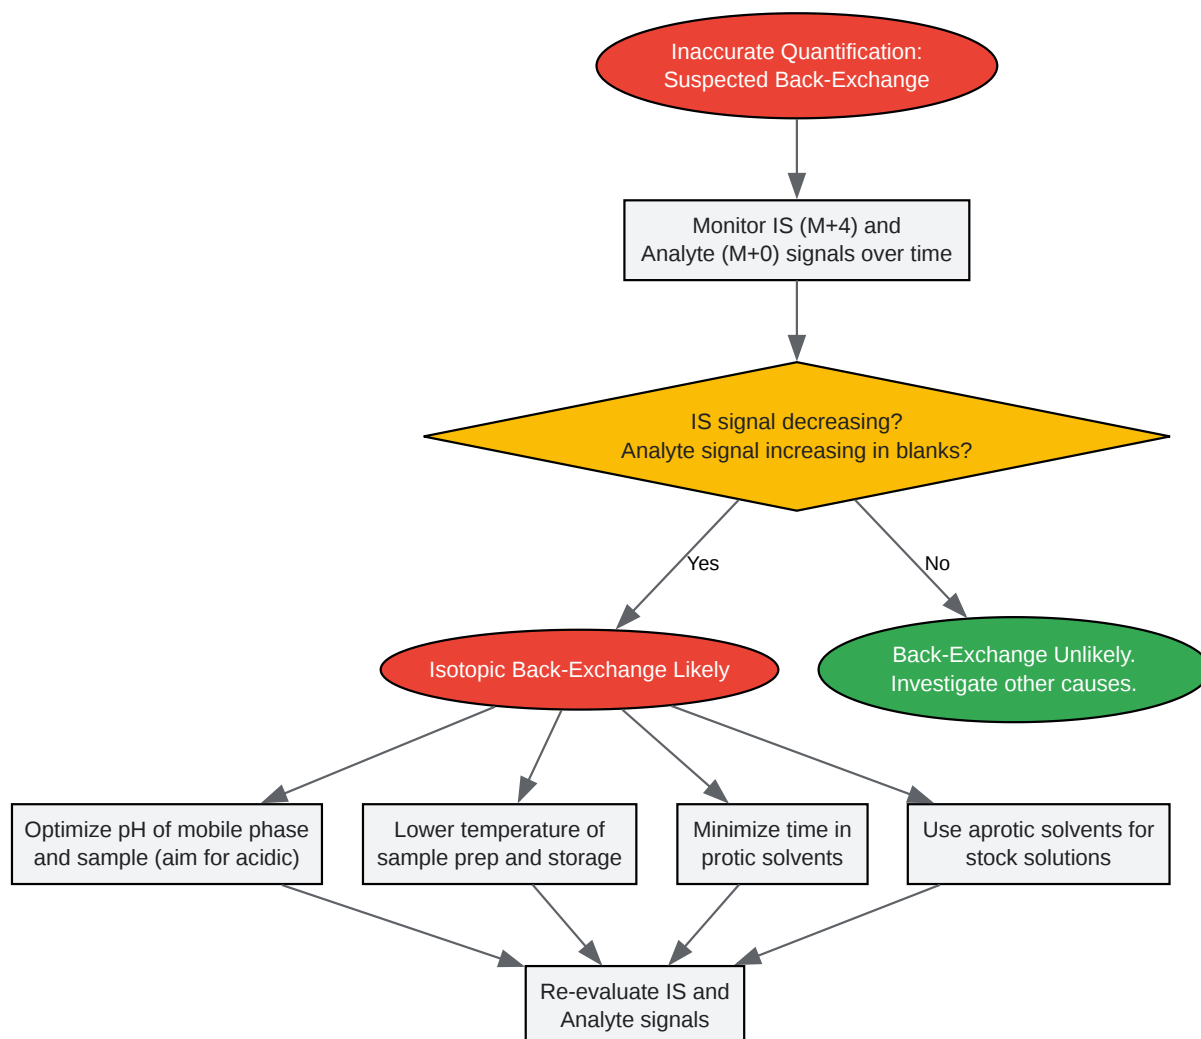 Inaccurate Quantification:
Suspected Back-Exchange
Monitor IS (M+4) and
Analyte (M+0) signals over time
IS signal decreasing?
Analyte signal increasing in blanks?
Yes
No
Isotopic Back-Exchange Likely
Back-Exchange Unlikely.
Investigate other causes.
Optimize pH of mobile phase
and sample (aim for acidic)
Lower temperature of
sample prep and storage
Minimize time in
protic solvents
Use aprotic solvents for
stock solutions
Re-evaluate IS and
Analyte signals